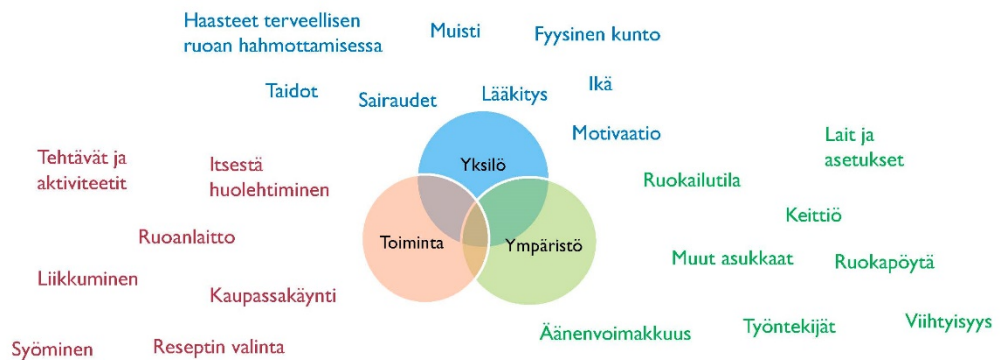 Haasteet terveellisen
ruoan hahmottamisessa
Muisti
Fyysinen kunto
Taidot
Sairaudet
Lääkitys
Ikä
Motivaatio
Yksilö
Tehtävät ja
aktiviteetit
Itsestä
huolehtiminen
Ruoanlaitto
Liikkuminen
Kaupassakäynti
Syöminen
Reseptin valinta
Toiminta
Ympäristö
Lait ja
asetukset
Ruokailutila
Keittiö
Muut asukkaat
Ruokapöytä
Äänenvoimakkuus
Työntekijät
Viihtyisyys